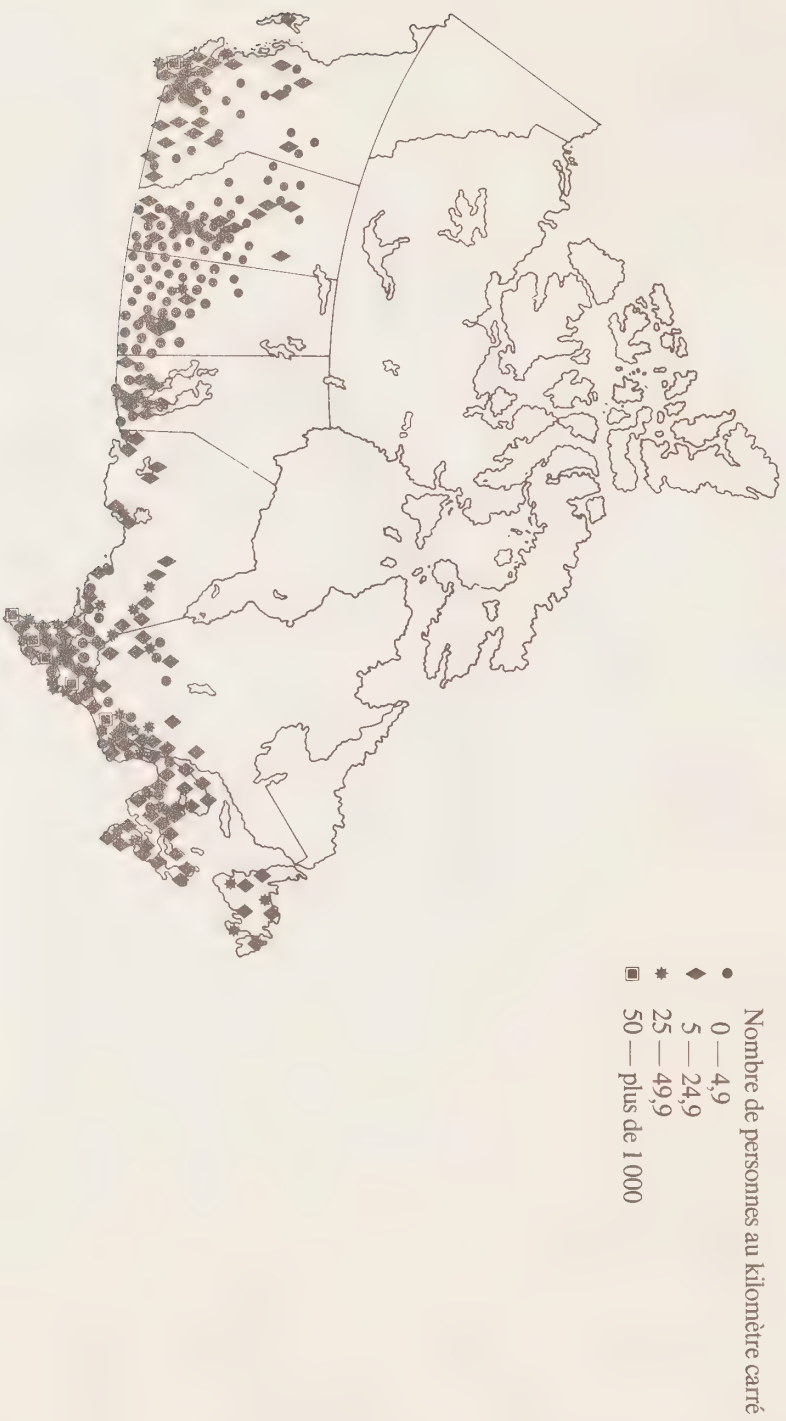 Nombre de personnes au kilomètre carré
0 — 4,9
5 — 24,9
25 — 49,9
50 — plus de 1 000